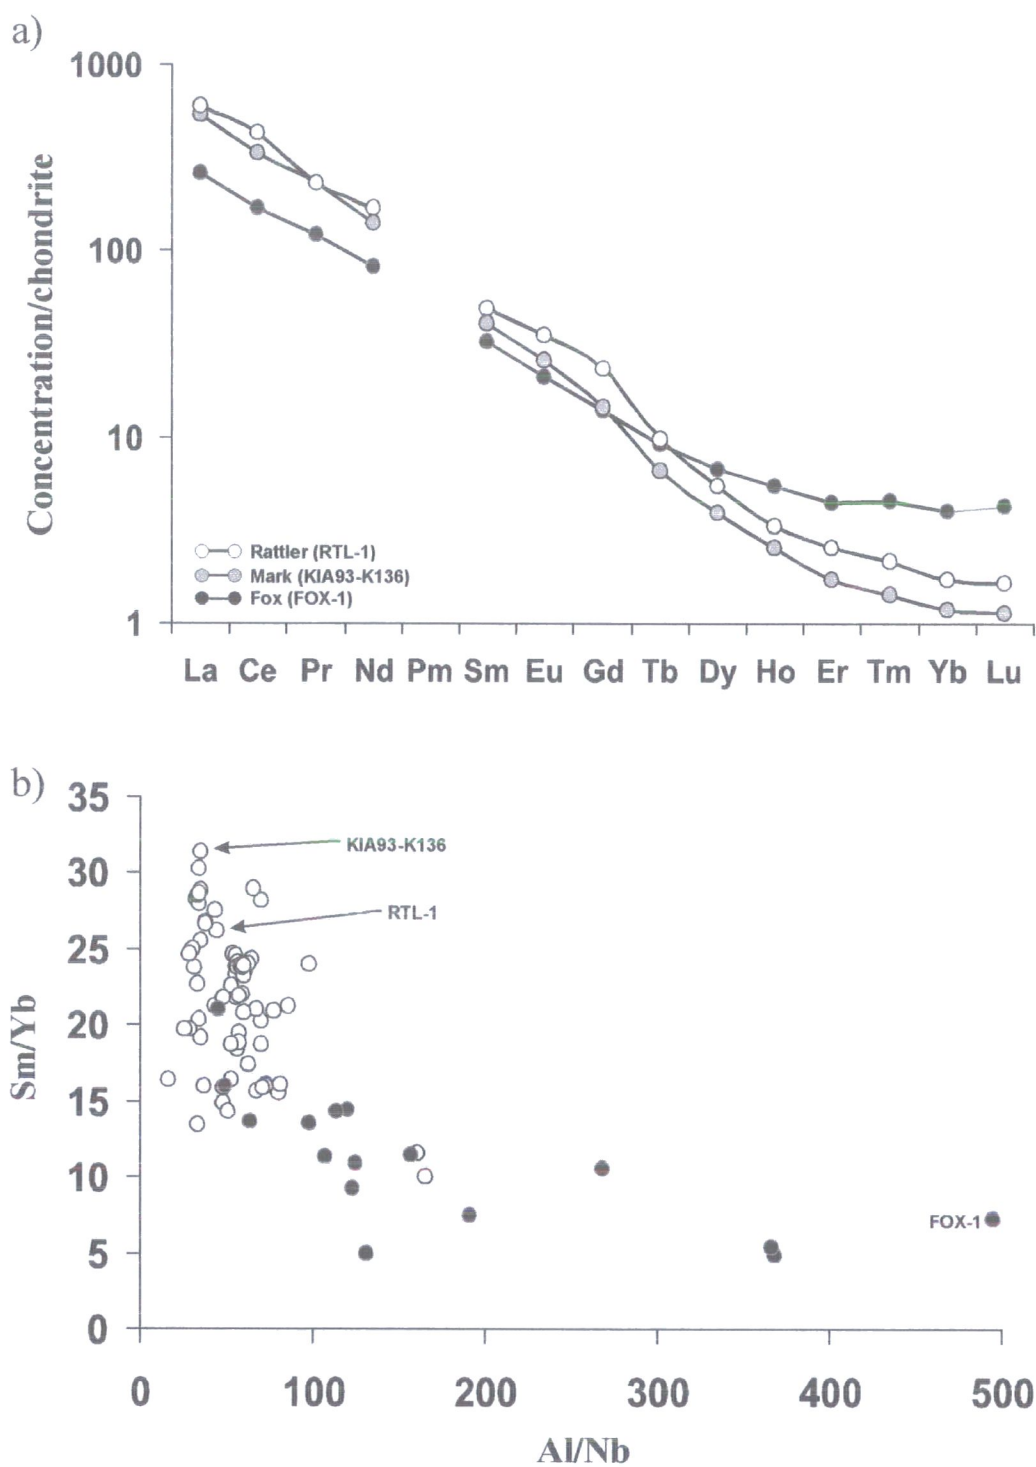 a)
1000
100
10
1
Concentration/chondrite
Rattler (RTL-1)
Mark (KIA93-K136)
Fox (FOX-1)
La Ce Pr Nd Pm Sm Eu Gd Tb Dy Ho Er Tm Yb Lu
b)
35
30
25
20
15
10
5
0
Sm/Yb
KIA93-K136
RTL-1
FOX-1
0 100 200 300 400 500
Al/Nb